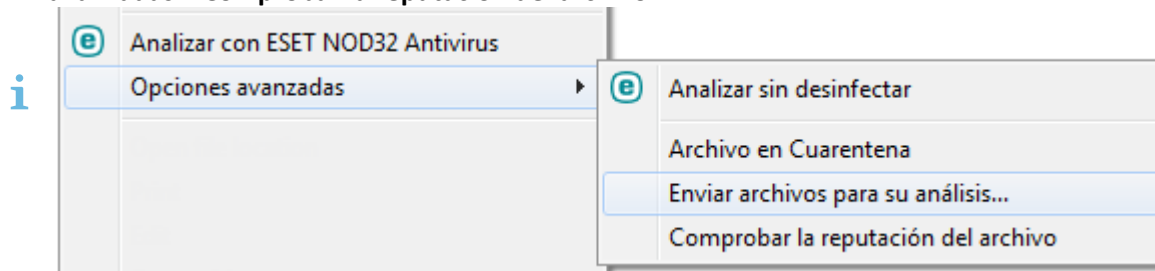 Analizar con ESET NOD32 Antivirus
Opciones avanzadas
Analizar sin desinfectar
Archivo en Cuarentena
Enviar archivos para su análisis...
Comprobar la reputación del archivo